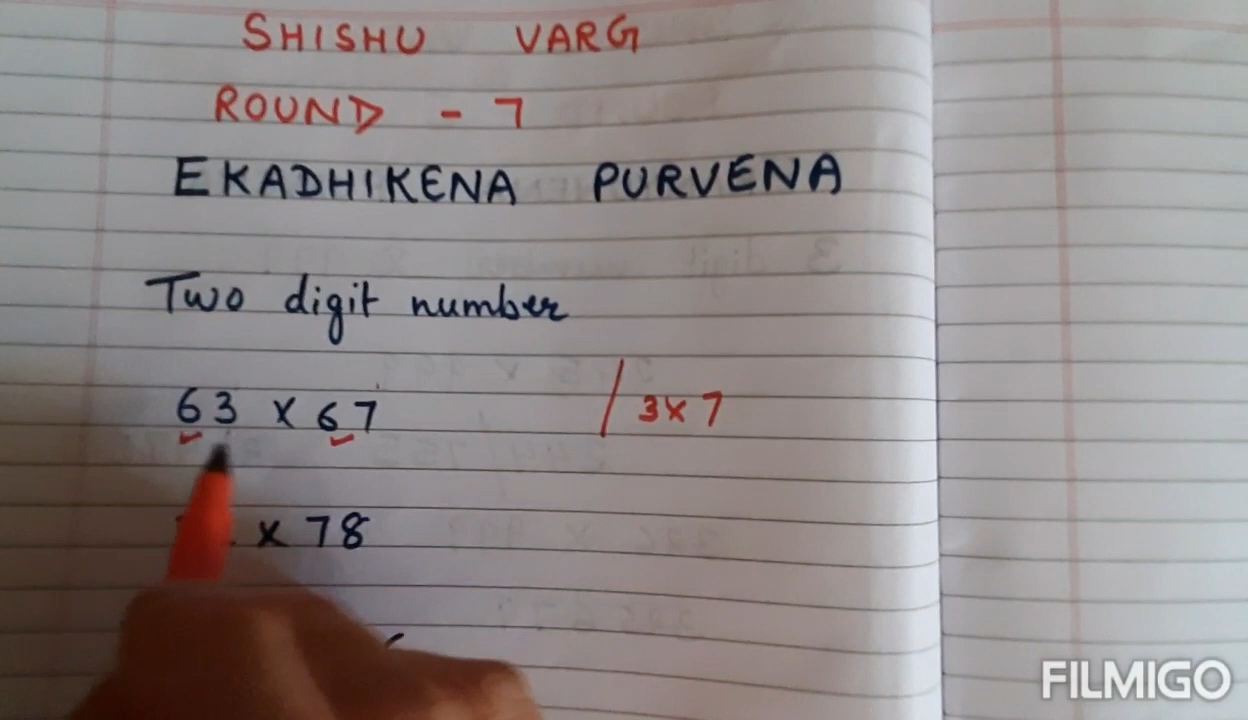 SHISHU VARG
ROUND - 7
EKADHIKENA PURVENA
Two digit number
63 x 67 / 3x7
x 78
FILMIGO